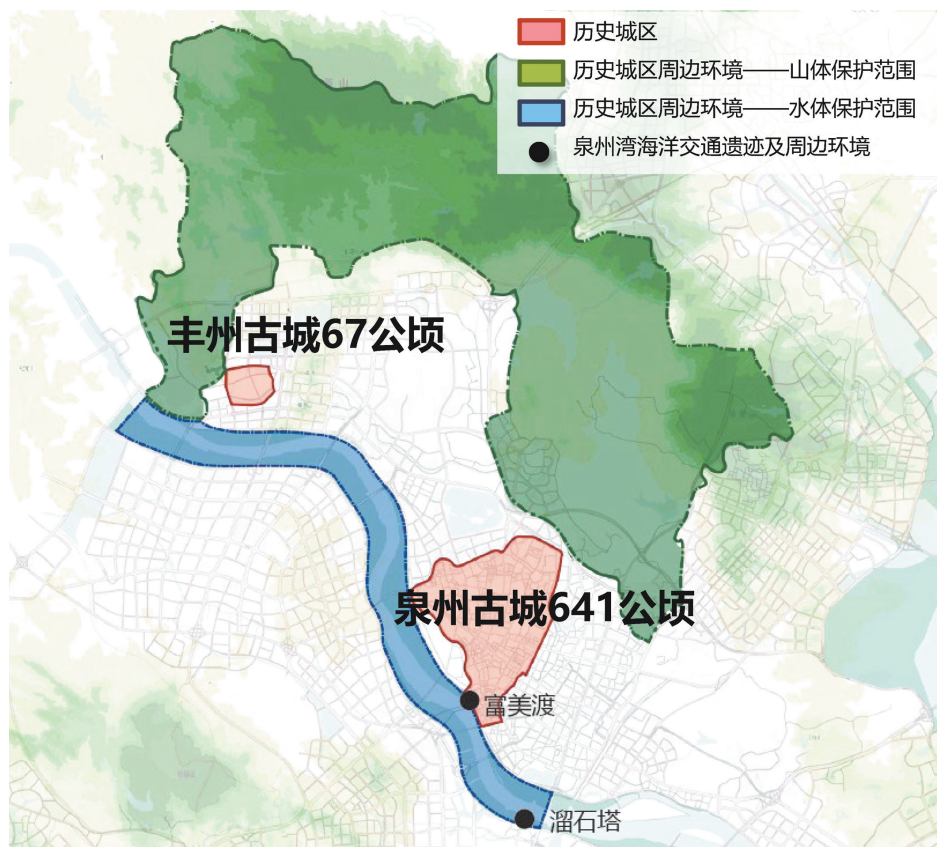 历史城区
历史城区周边环境——山体保护范围
历史城区周边环境——水体保护范围
泉州湾海洋交通遗迹及周边环境
丰州古城67公顷
泉州古城641公顷
富美渡
溜石塔